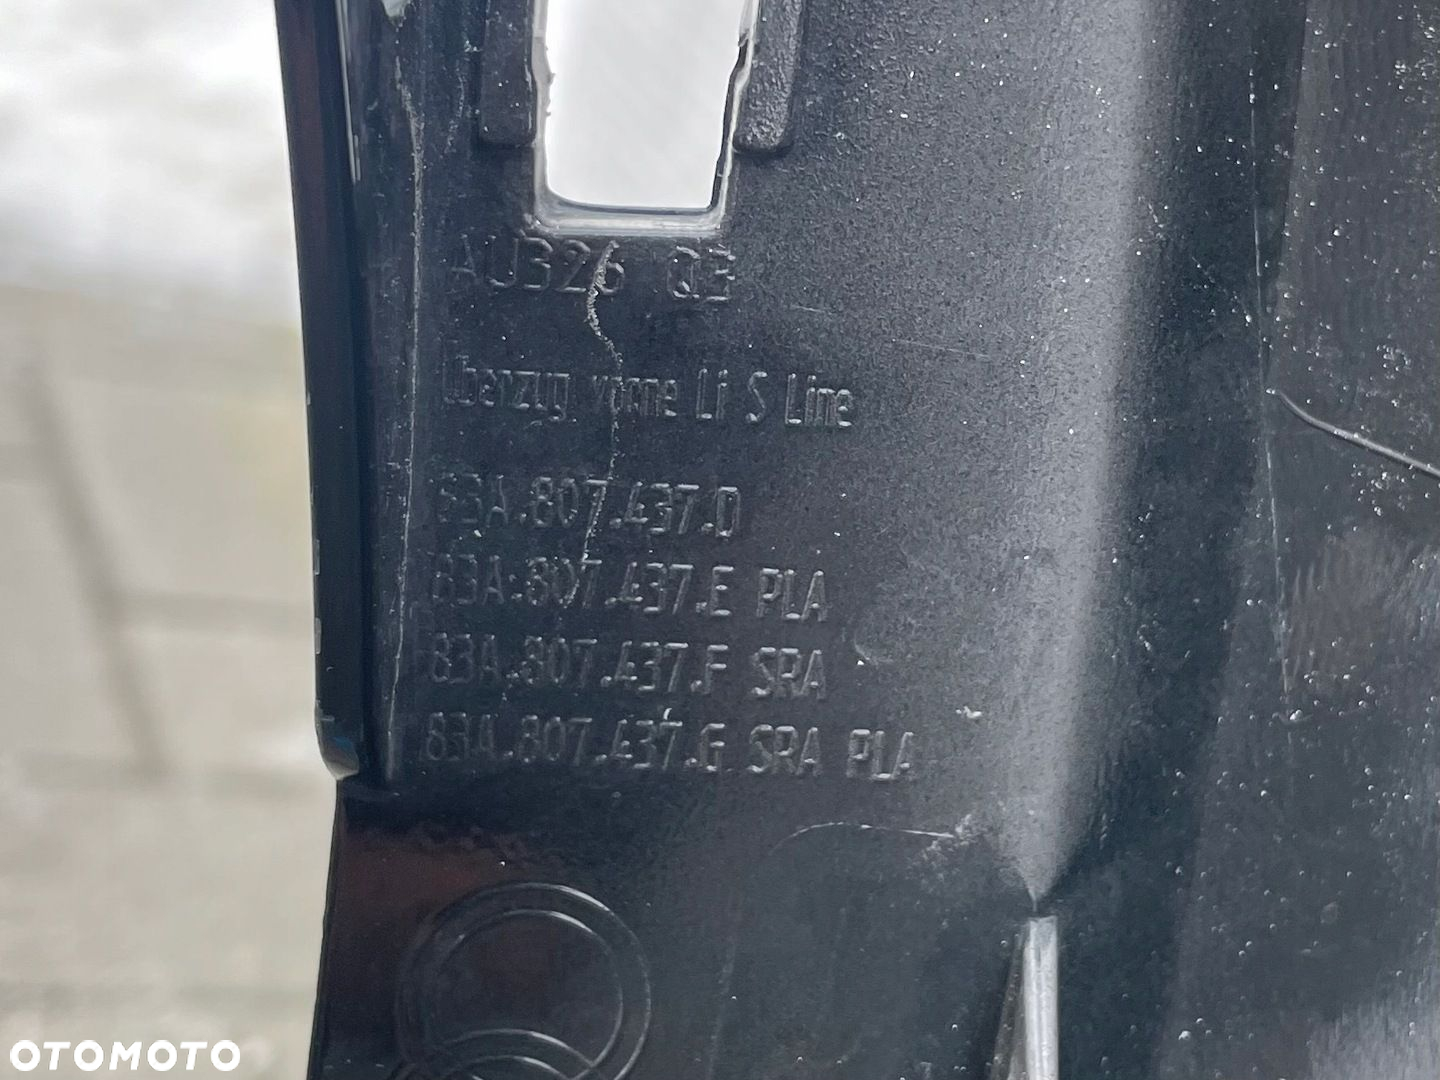 AU326 Q3
Überzug vorne Li S Line
83A.807.437.D
83A.807.437.E PLA
83A.807.437.F SRA
83A.807.437.G SRA PLA
OTOMOTO